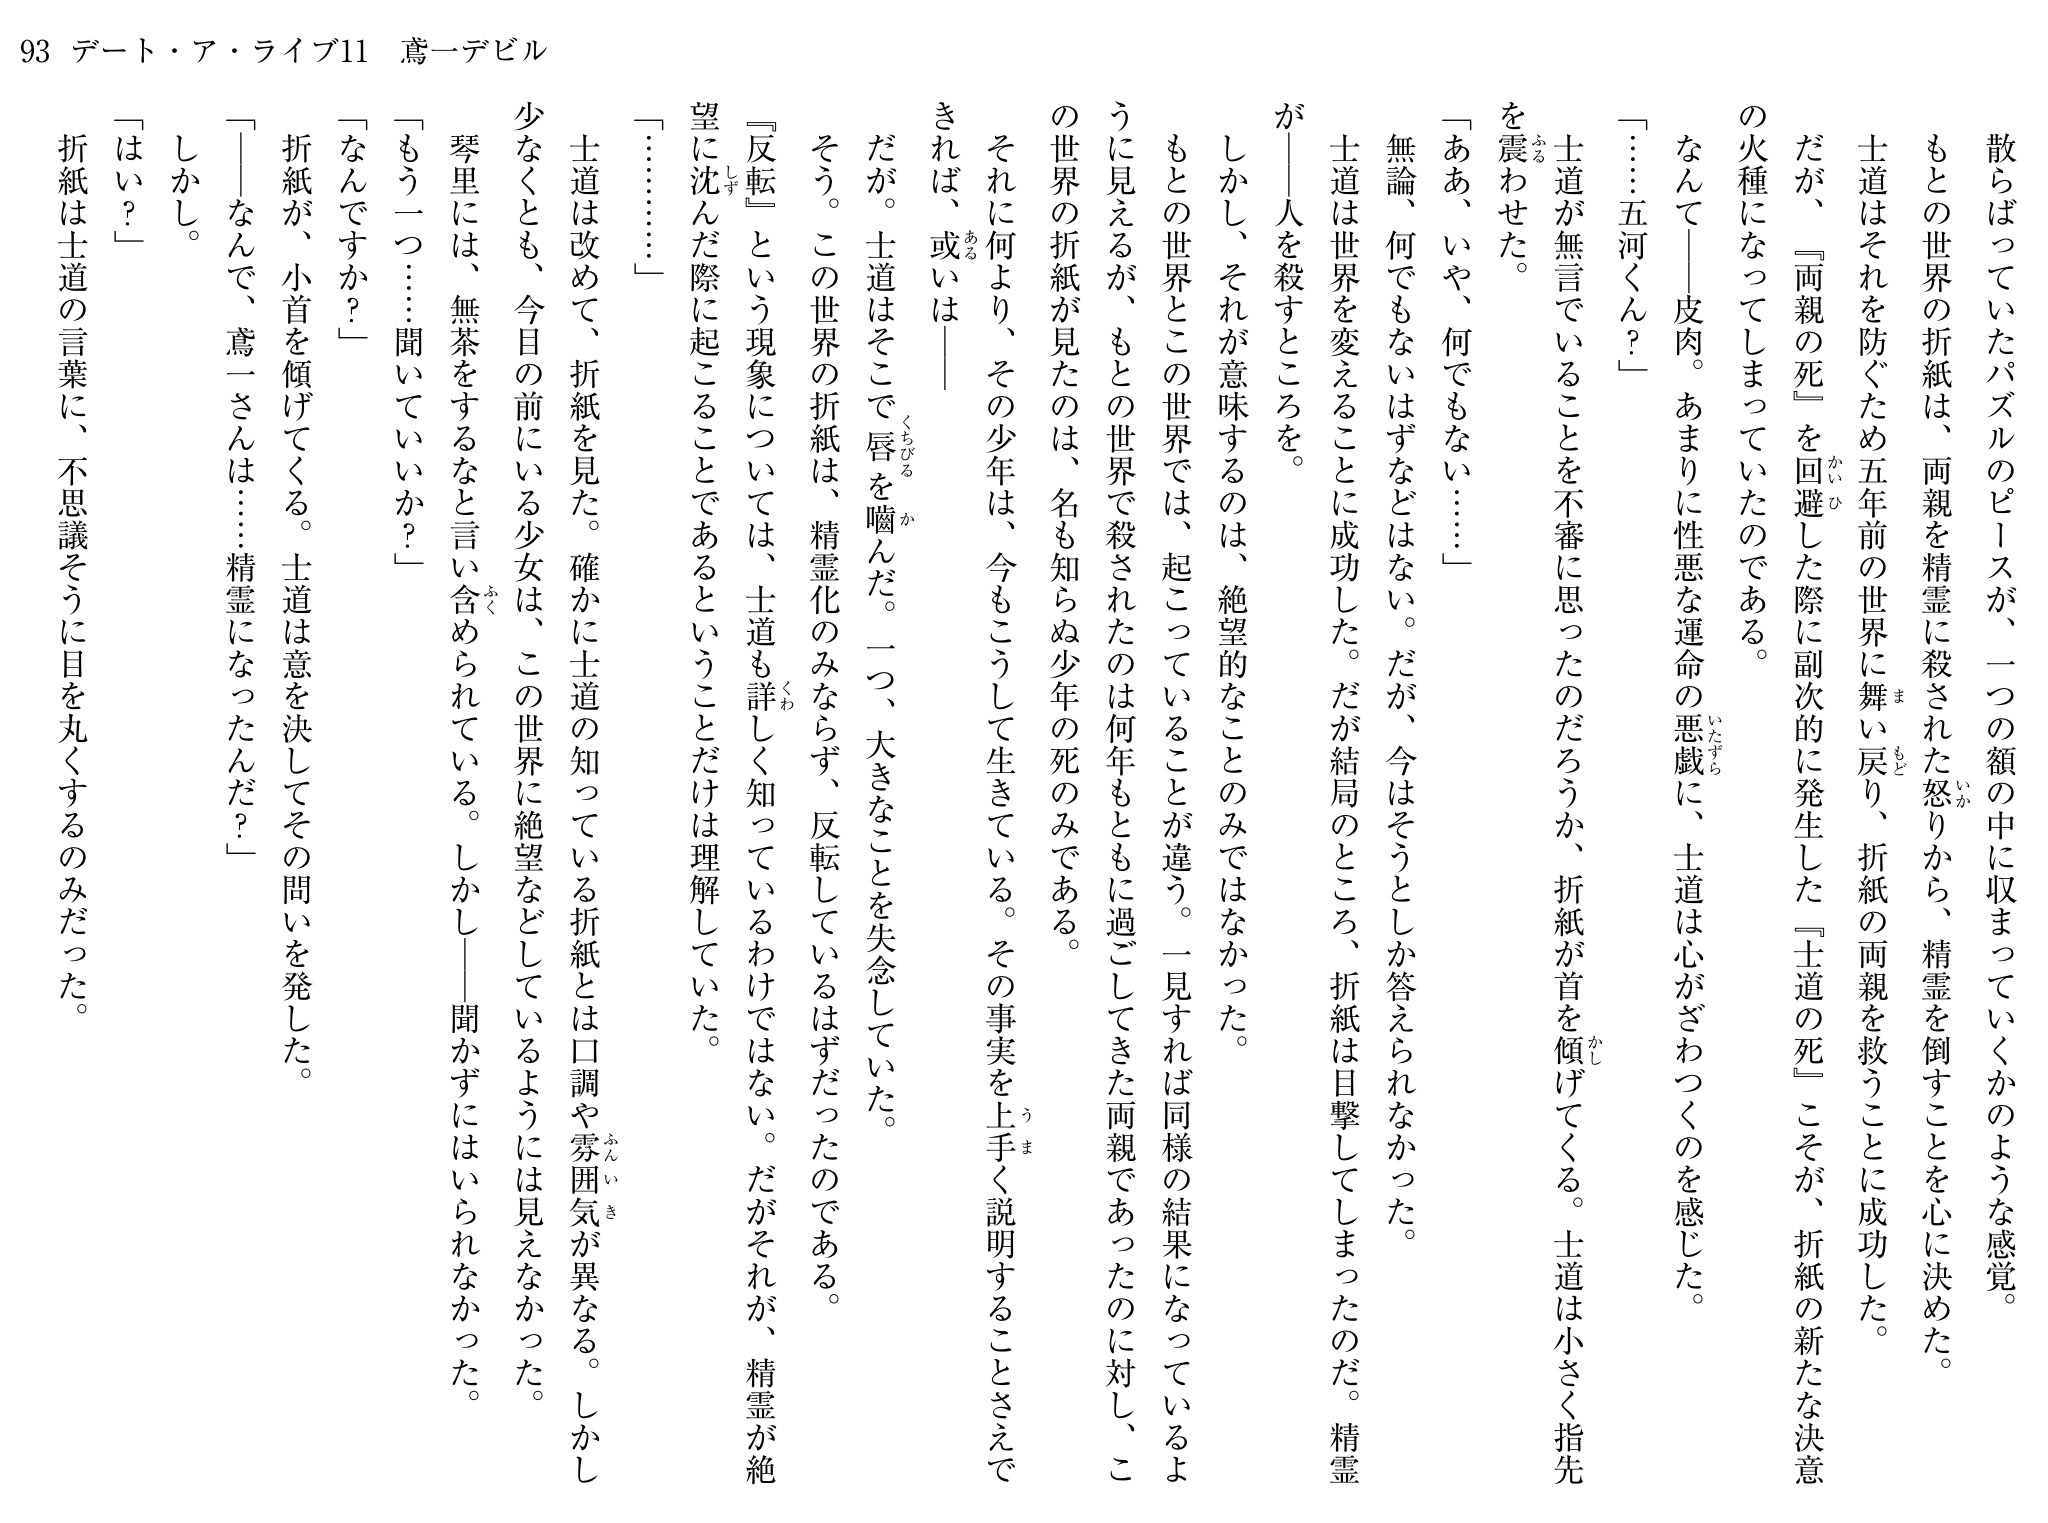 93 デート・ア・ライブ11 鳶一デビル
散らばっていたパズルのピースが、一つの額の中に収まっていくかのような感覚。
もとの世界の折紙は、両親を精霊に殺された怒りから、精霊を倒すことを心に決めた。
士道はそれを防ぐため五年前の世界に舞い戻り、折紙の両親を救うことに成功した。
だが、『両親の死』を回避した際に副次的に発生した『士道の死』こそが、折紙の新たな決意
の火種になってしまっていたのである。
なんて――皮肉。あまりに性悪な運命の悪戯に、士道は心がざわつくのを感じた。
「……五河くん?」
士道が無言でいることを不審に思ったのだろうか、折紙が首を傾げてくる。士道は小さく指先
を震わせた。
「ああ、いや、何でもない……」
無論、何でもないはずなどはない。だが、今はそうとしか答えられなかった。
士道は世界を変えることに成功した。だが結局のところ、折紙は目撃してしまったのだ。精霊
が――人を殺すところを。
しかし、それが意味するのは、絶望的なことのみではなかった。
もとの世界とこの世界では、起こっていることが違う。一見すれば同様の結果になっているよ
うに見えるが、もとの世界で殺されたのは何年もともに過ごしてきた両親であったのに対し、こ
の世界の折紙が見たのは、名も知らぬ少年の死のみである。
それに何より、その少年は、今もこうして生きている。その事実を上手く説明することさえで
きれば、或いは――
だが。士道はそこで唇を嚙んだ。一つ、大きなことを失念していた。
そう。この世界の折紙は、精霊化のみならず、反転しているはずだったのである。
『反転』という現象については、士道も詳しく知っているわけではない。だがそれが、精霊が絶
望に沈んだ際に起こることであるということだけは理解していた。
「…………」
士道は改めて、折紙を見た。確かに士道の知っている折紙とは口調や雰囲気が異なる。しかし
少なくとも、今目の前にいる少女は、この世界に絶望などしているようには見えなかった。
琴里には、無茶をするなと言い含められている。しかし――聞かずにはいられなかった。
「もう一つ……聞いていいか?」
「なんですか?」
折紙が、小首を傾げてくる。士道は意を決してその問いを発した。
「――なんで、鳶一さんは……精霊になったんだ?」
しかし。
「はい?」
折紙は士道の言葉に、不思議そうに目を丸くするのみだった。